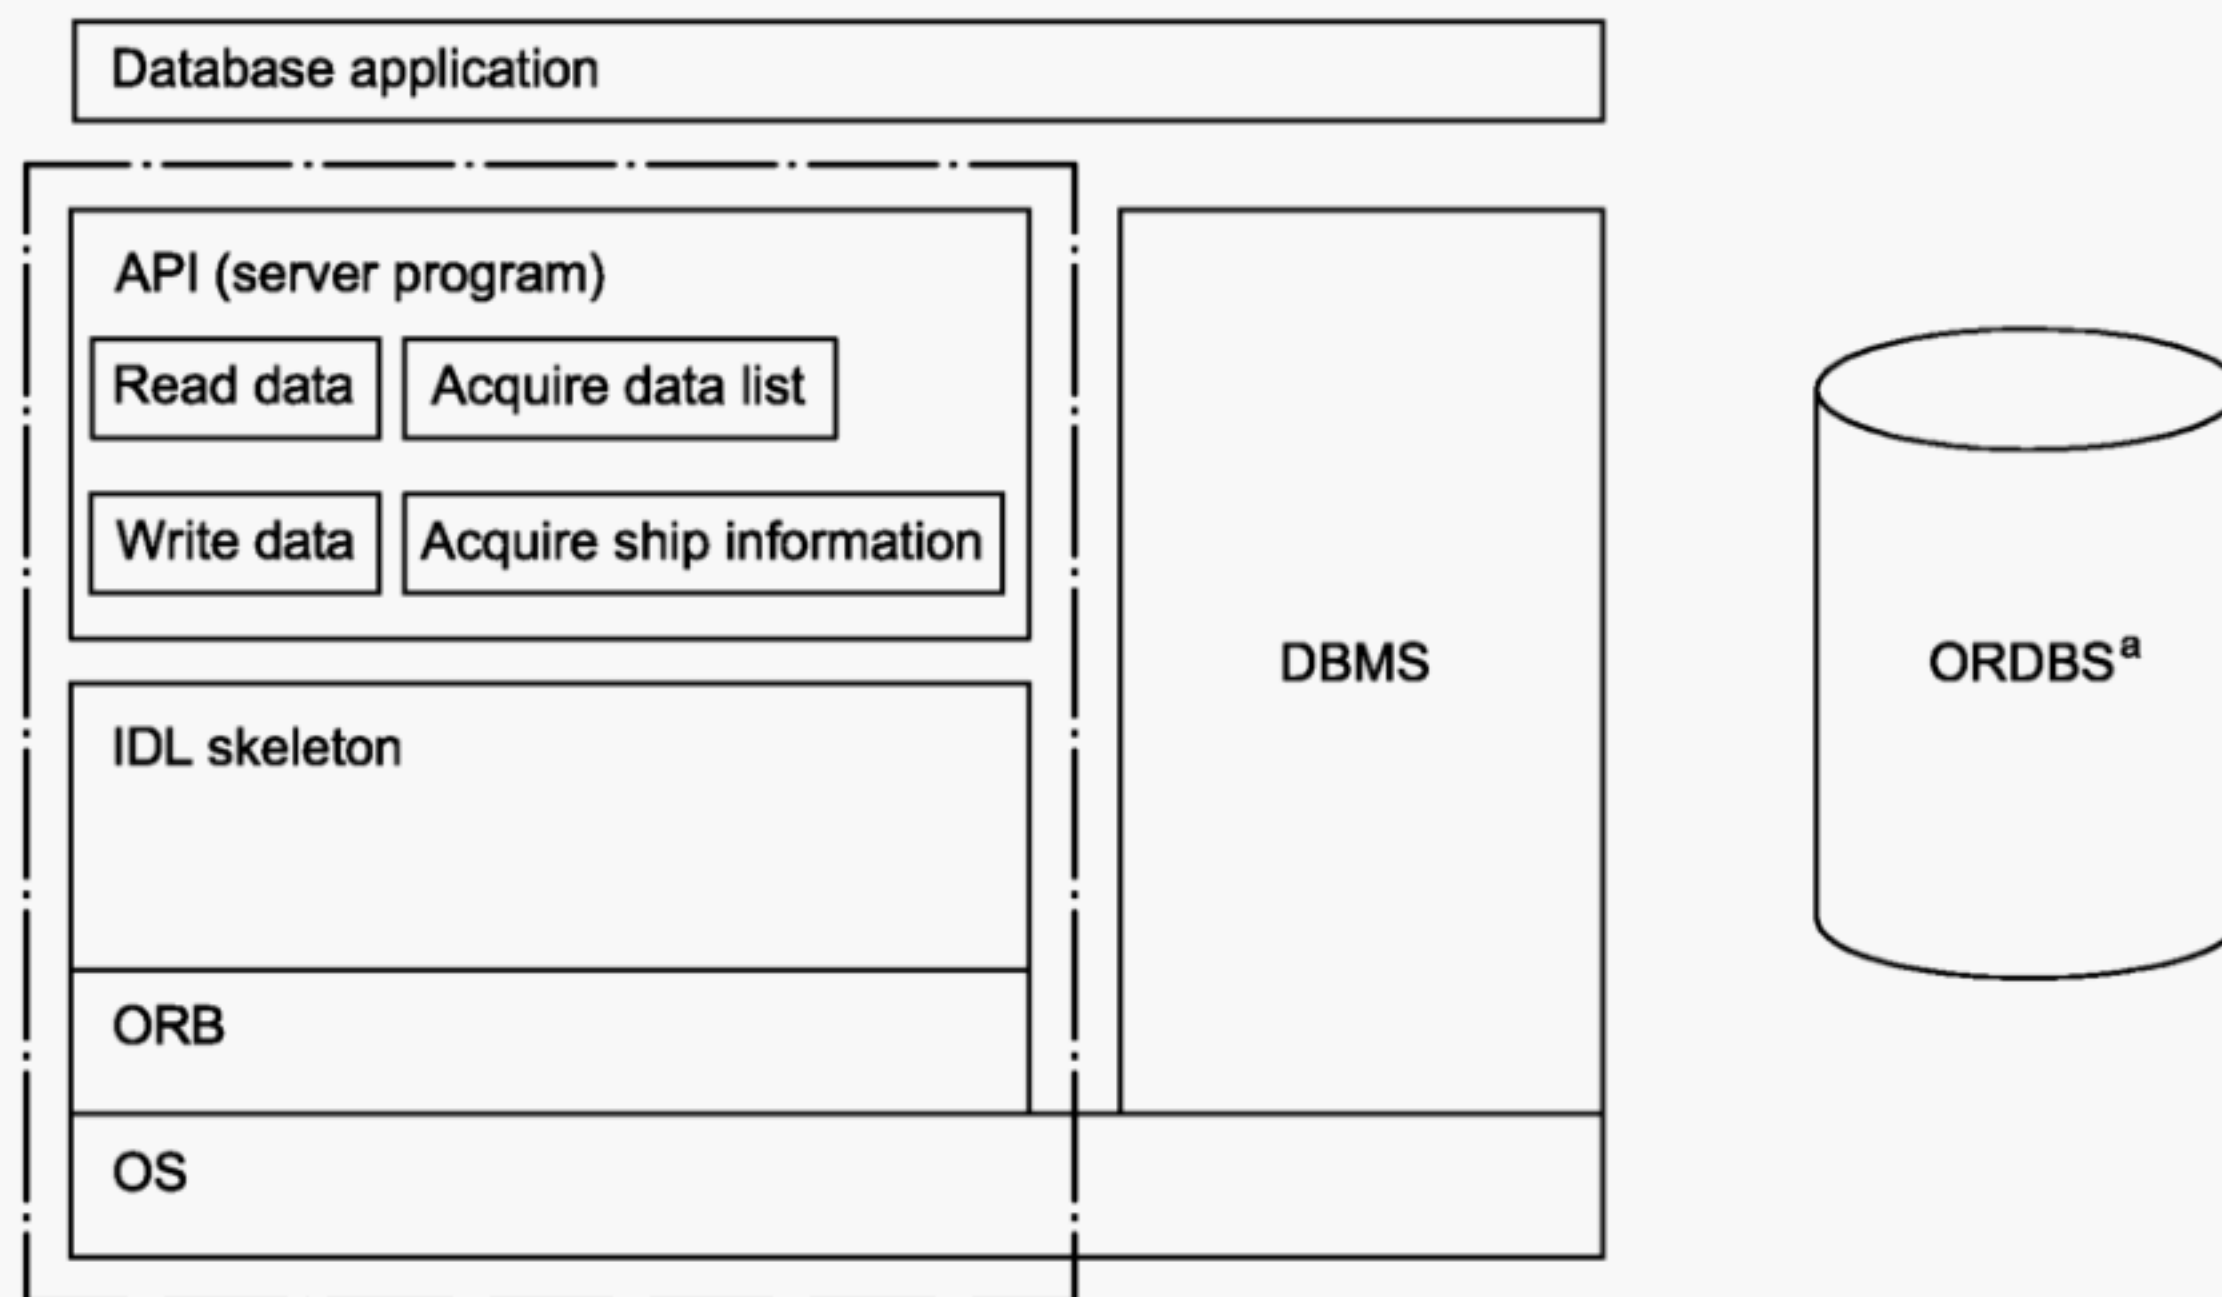 Database application
API (server program)
Read data
Acquire data list
Write data
Acquire ship information
DBMS
ORDBSᵃ
IDL skeleton
ORB
OS